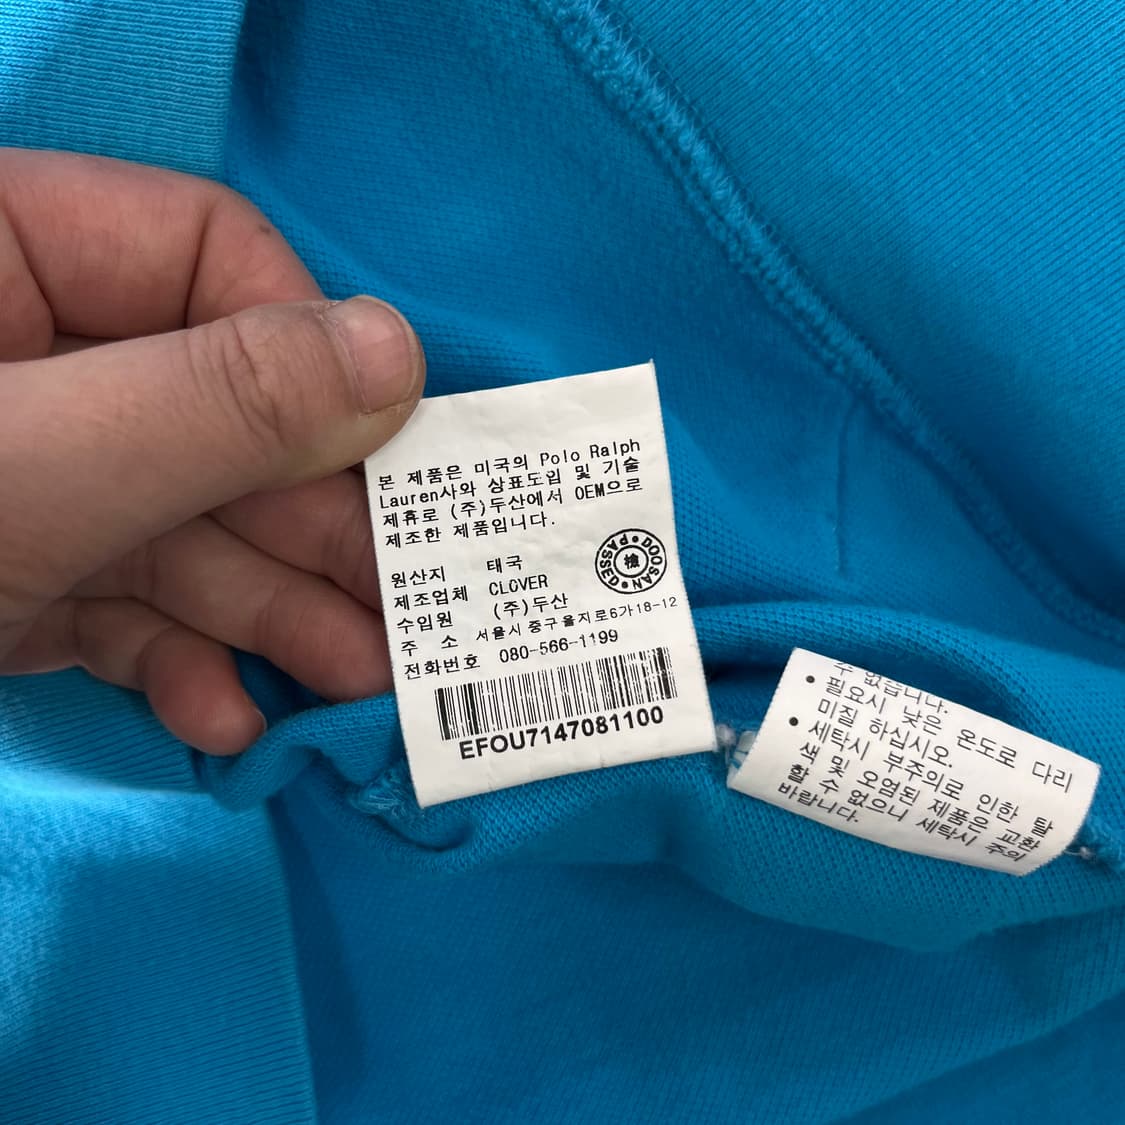 본 제품은 미국의 Polo Ralph
Lauren사와 상표도입 및 기술
제휴로 (주)두산에서 OEM으로
제조한 제품입니다.
원산지 태국
제조업체 CLOVER
수입원 (주)두산
주 소 서울시 중구 을지로6가18-12
전화번호 080-566-1199
DOOSAN PASSED
檢
EFOU7147081100
수 없습니다.
• 필요시 낮은 온도로 다리
미질 하십시오.
• 세탁시 부주의로 인한 탈
색 및 오염된 제품은 교환
할 수 없으니 세탁시 주의
바랍니다.